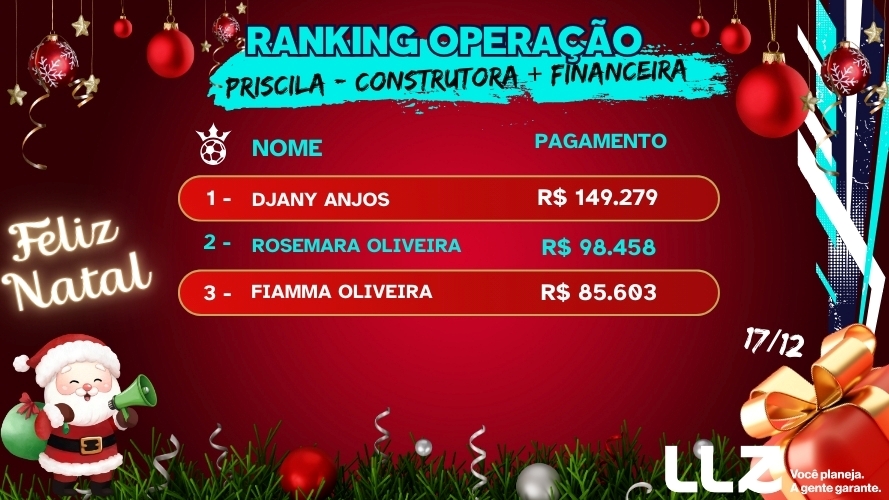 RANKING OPERAÇÃO
PRISCILA - CONSTRUTORA + FINANCEIRA
NOME PAGAMENTO
1 - DJANY ANJOS R$ 149.279
2 - ROSEMARA OLIVEIRA R$ 98.458
3 - FIAMMA OLIVEIRA R$ 85.603
Feliz
Natal
17/12
LLZ
Você planeja.
A gente garante.